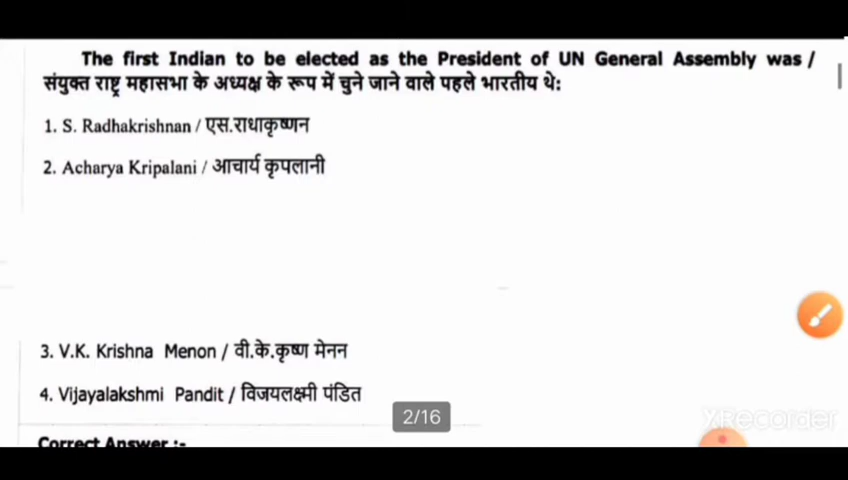 The first Indian to be elected as the President of UN General Assembly was /
संयुक्त राष्ट्र महासभा के अध्यक्ष के रूप में चुने जाने वाले पहले भारतीय थे:
1. S. Radhakrishnan / एस.राधाकृष्णन
2. Acharya Kripalani / आचार्य कृपलानी
3. V.K. Krishna Menon / वी.के.कृष्ण मेनन
4. Vijayalakshmi Pandit / विजयलक्ष्मी पंडित
2/16
XRecorder
Correct Answer :-